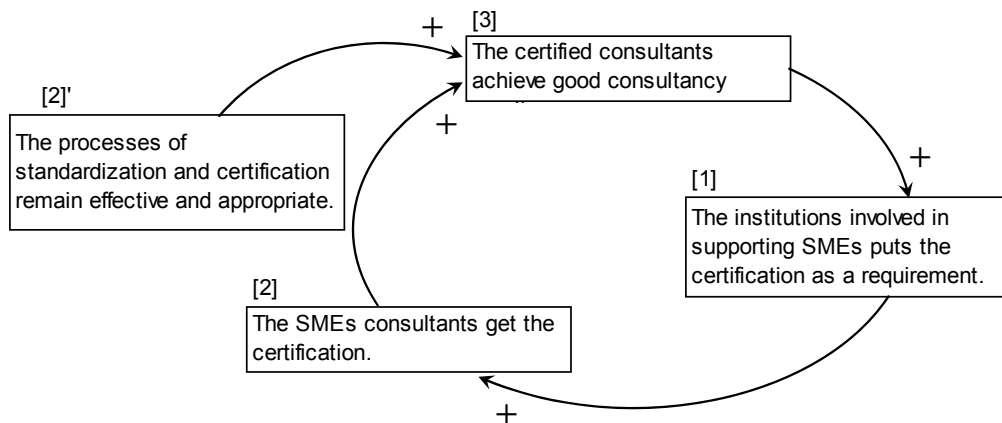 [3]
+
The certified consultants
achieve good consultancy
[2]'
+
The processes of
standardization and certification
remain effective and appropriate.
+
[1]
The institutions involved in
supporting SMEs puts the
certification as a requirement.
[2]
The SMEs consultants get the
certification.
+